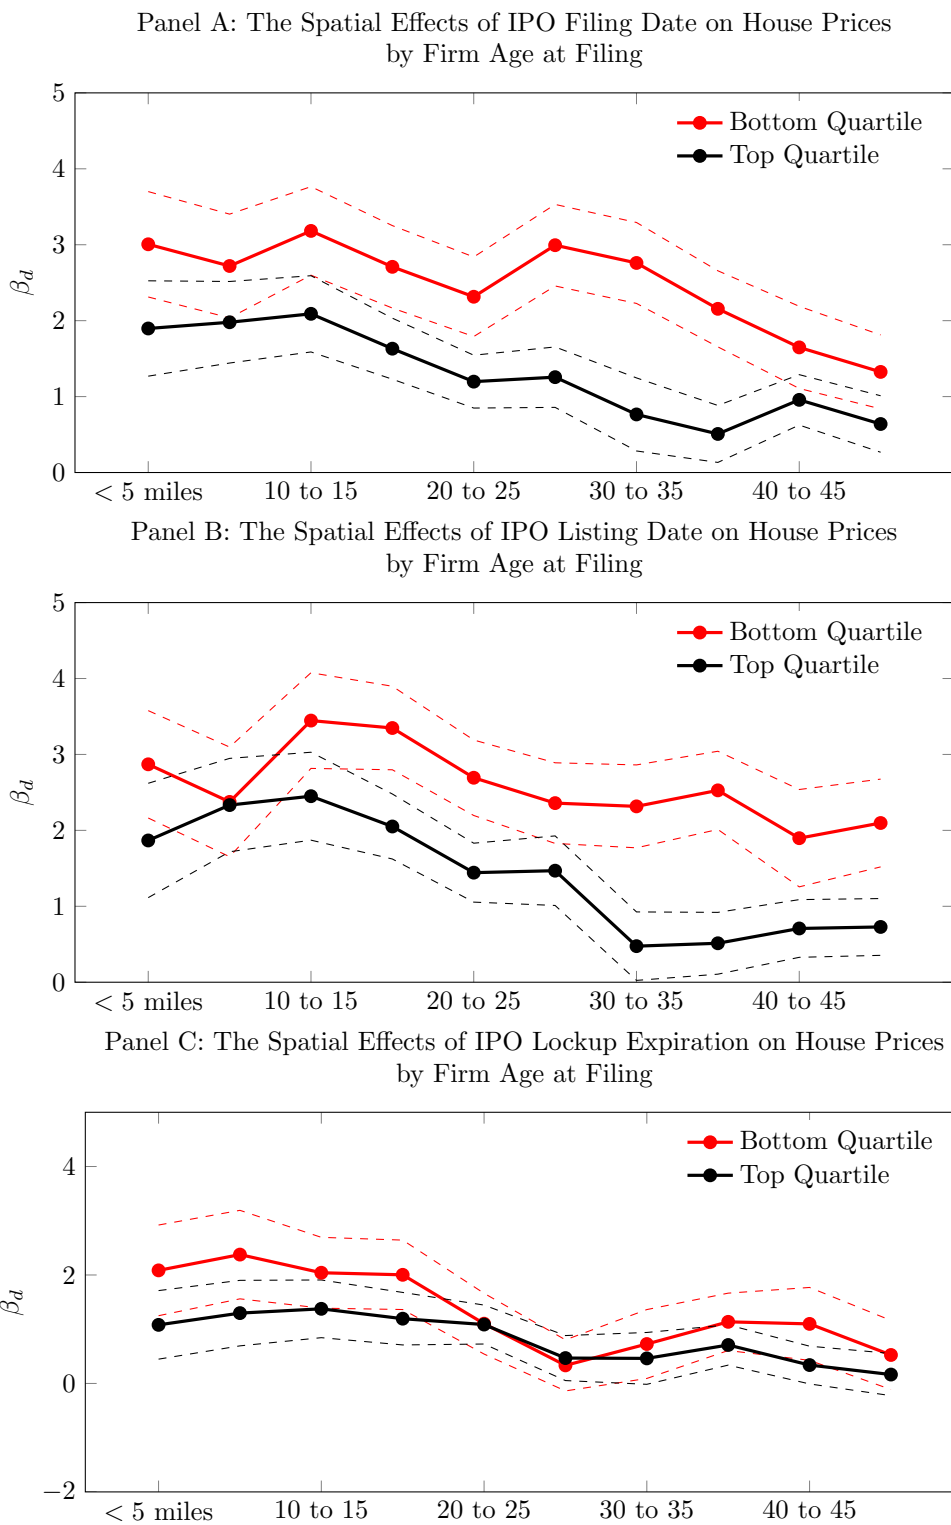 Panel A: The Spatial Effects of IPO Filing Date on House Prices
by Firm Age at Filing
5
4
3
2
1
0
β_d
Bottom Quartile
Top Quartile
< 5 miles
10 to 15
20 to 25
30 to 35
40 to 45
Panel B: The Spatial Effects of IPO Listing Date on House Prices
by Firm Age at Filing
5
4
3
2
1
0
β_d
Bottom Quartile
Top Quartile
< 5 miles
10 to 15
20 to 25
30 to 35
40 to 45
Panel C: The Spatial Effects of IPO Lockup Expiration on House Prices
by Firm Age at Filing
4
2
0
−2
β_d
Bottom Quartile
Top Quartile
< 5 miles
10 to 15
20 to 25
30 to 35
40 to 45